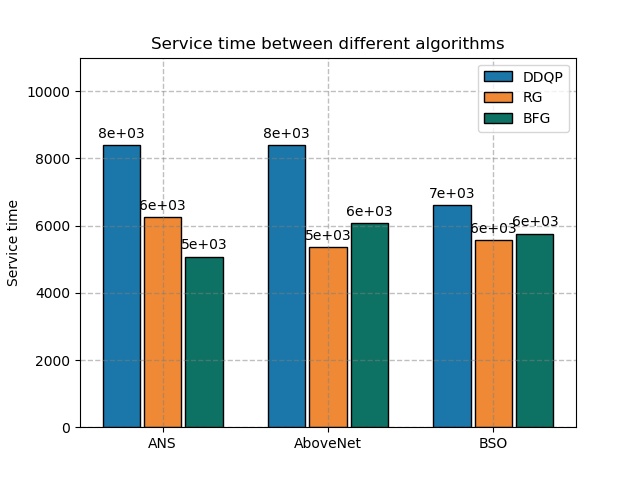 Service time between different algorithms
Service time
10000
8000
6000
4000
2000
0
DDQP
RG
BFG
8e+03
6e+03
5e+03
8e+03
5e+03
6e+03
7e+03
6e+03
6e+03
ANS
AboveNet
BSO